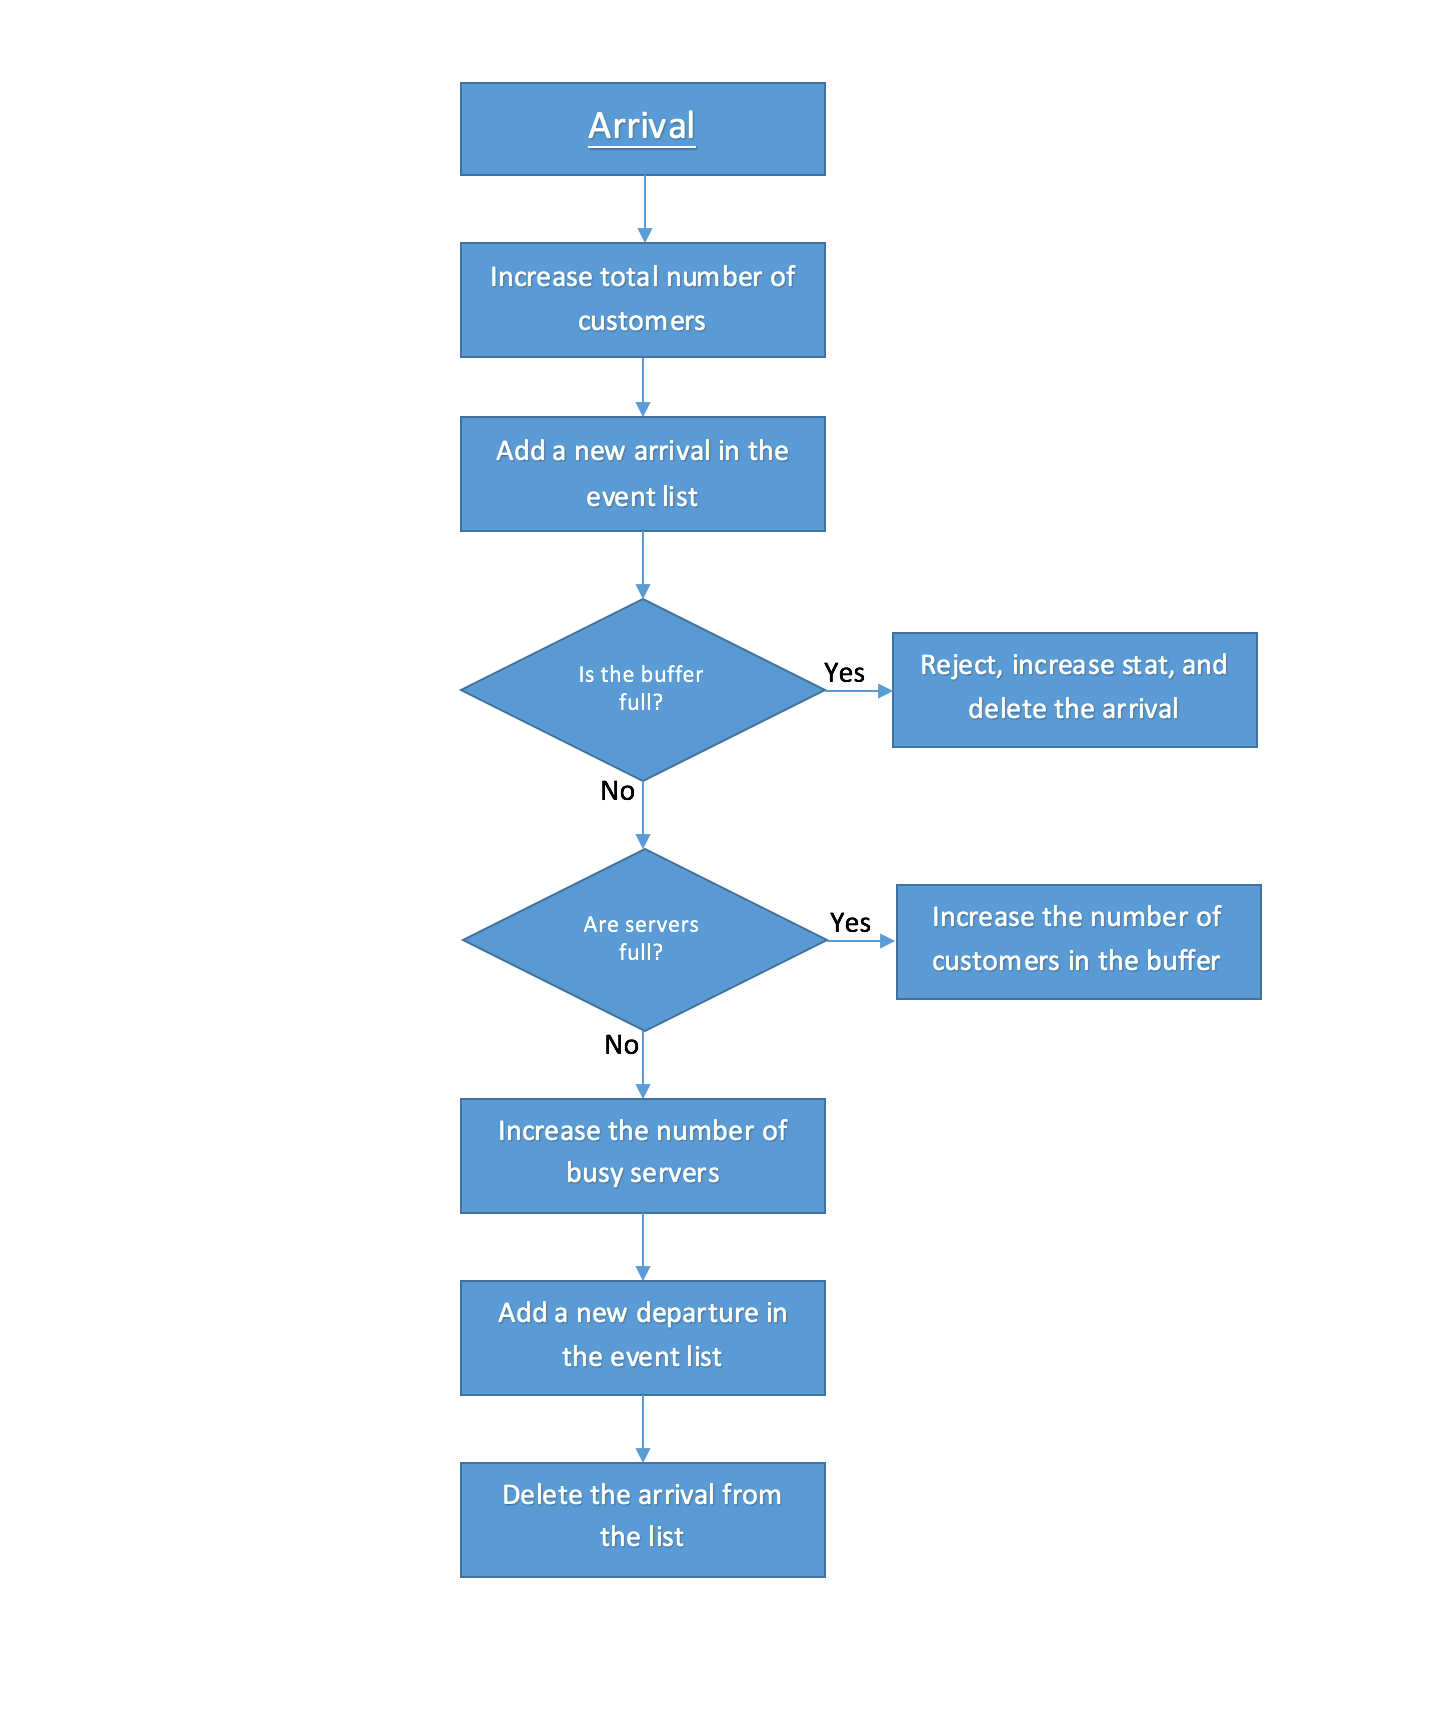 Arrival
Increase total number of
customers
Add a new arrival in the
event list
Is the buffer
full?
Yes
Reject, increase stat, and
delete the arrival
No
Are servers
full?
Yes
Increase the number of
customers in the buffer
No
Increase the number of
busy servers
Add a new departure in
the event list
Delete the arrival from
the list